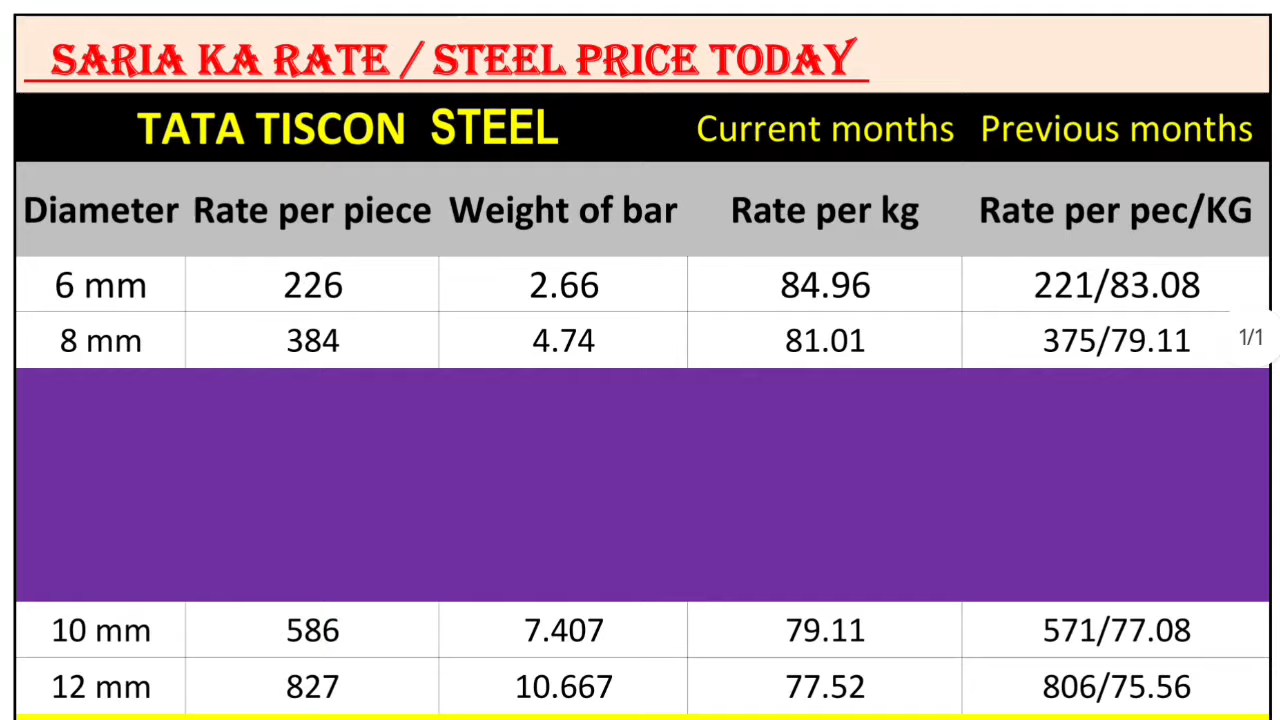 SARIA KA RATE / STEEL PRICE TODAY
TATA TISCON STEEL Current months Previous months
Diameter Rate per piece Weight of bar Rate per kg Rate per pec/KG
6 mm 226 2.66 84.96 221/83.08
8 mm 384 4.74 81.01 375/79.11
1/1
10 mm 586 7.407 79.11 571/77.08
12 mm 827 10.667 77.52 806/75.56